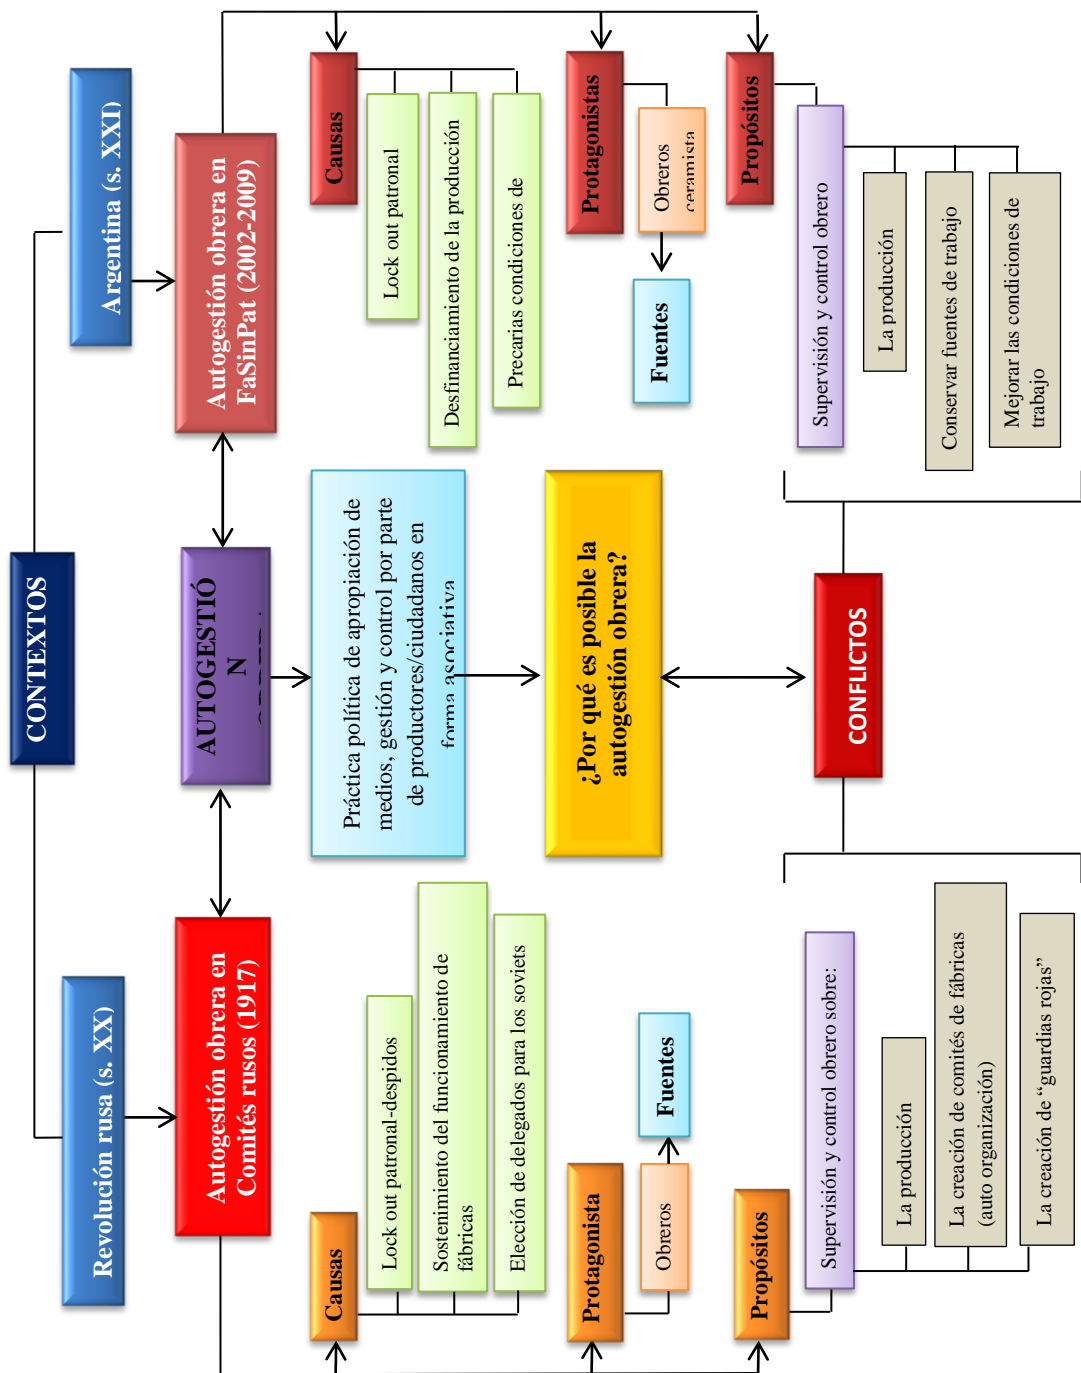 CONTEXTOS
Revolución rusa (s. XX)
Argentina (s. XXI)
Autogestión obrera en
Comités rusos (1917)
AUTOGESTIÓ
N
Autogestión obrera en
FaSinPat (2002-2009)
Práctica política de apropiación de
medios, gestión y control por parte
de productores/ciudadanos en
forma asociativa
¿Por qué es posible la
autogestión obrera?
CONFLICTOS
Causas
Lock out patronal-despidos
Sostenimiento del funcionamiento de
fábricas
Elección de delegados para los soviets
Protagonista
Obreros
Fuentes
Propósitos
Supervisión y control obrero sobre:
La producción
La creación de comités de fábricas
(auto organización)
La creación de “guardias rojas”
Causas
Lock out patronal
Desfinanciamiento de la producción
Precarias condiciones de
Protagonistas
Obreros
ceramista
Fuentes
Propósitos
Supervisión y control obrero
La producción
Conservar fuentes de trabajo
Mejorar las condiciones de
trabajo